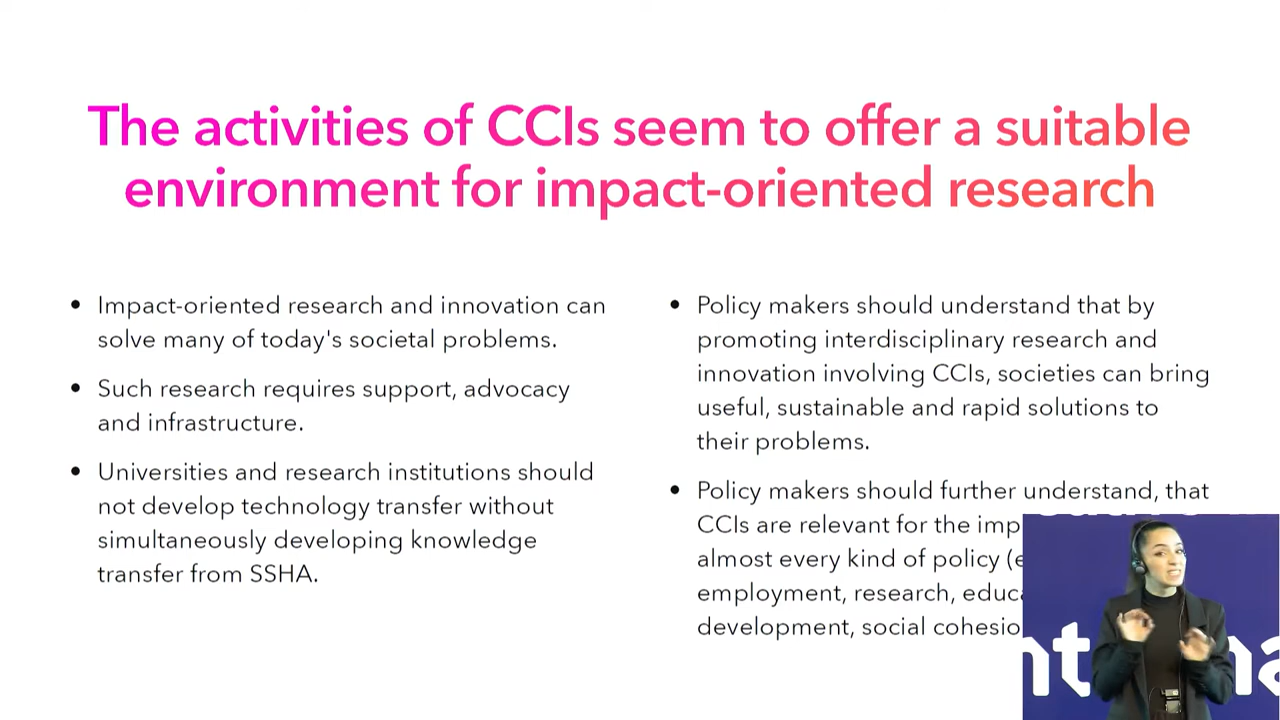 The activities of CCIs seem to offer a suitable
environment for impact-oriented research
• Impact-oriented research and innovation can
solve many of today's societal problems.
• Such research requires support, advocacy
and infrastructure.
• Universities and research institutions should
not develop technology transfer without
simultaneously developing knowledge
transfer from SSHA.
• Policy makers should understand that by
promoting interdisciplinary research and
innovation involving CCIs, societies can bring
useful, sustainable and rapid solutions to
their problems.
• Policy makers should further understand, that
CCIs are relevant for the
almost every kind of policy
employment, research,
development, social